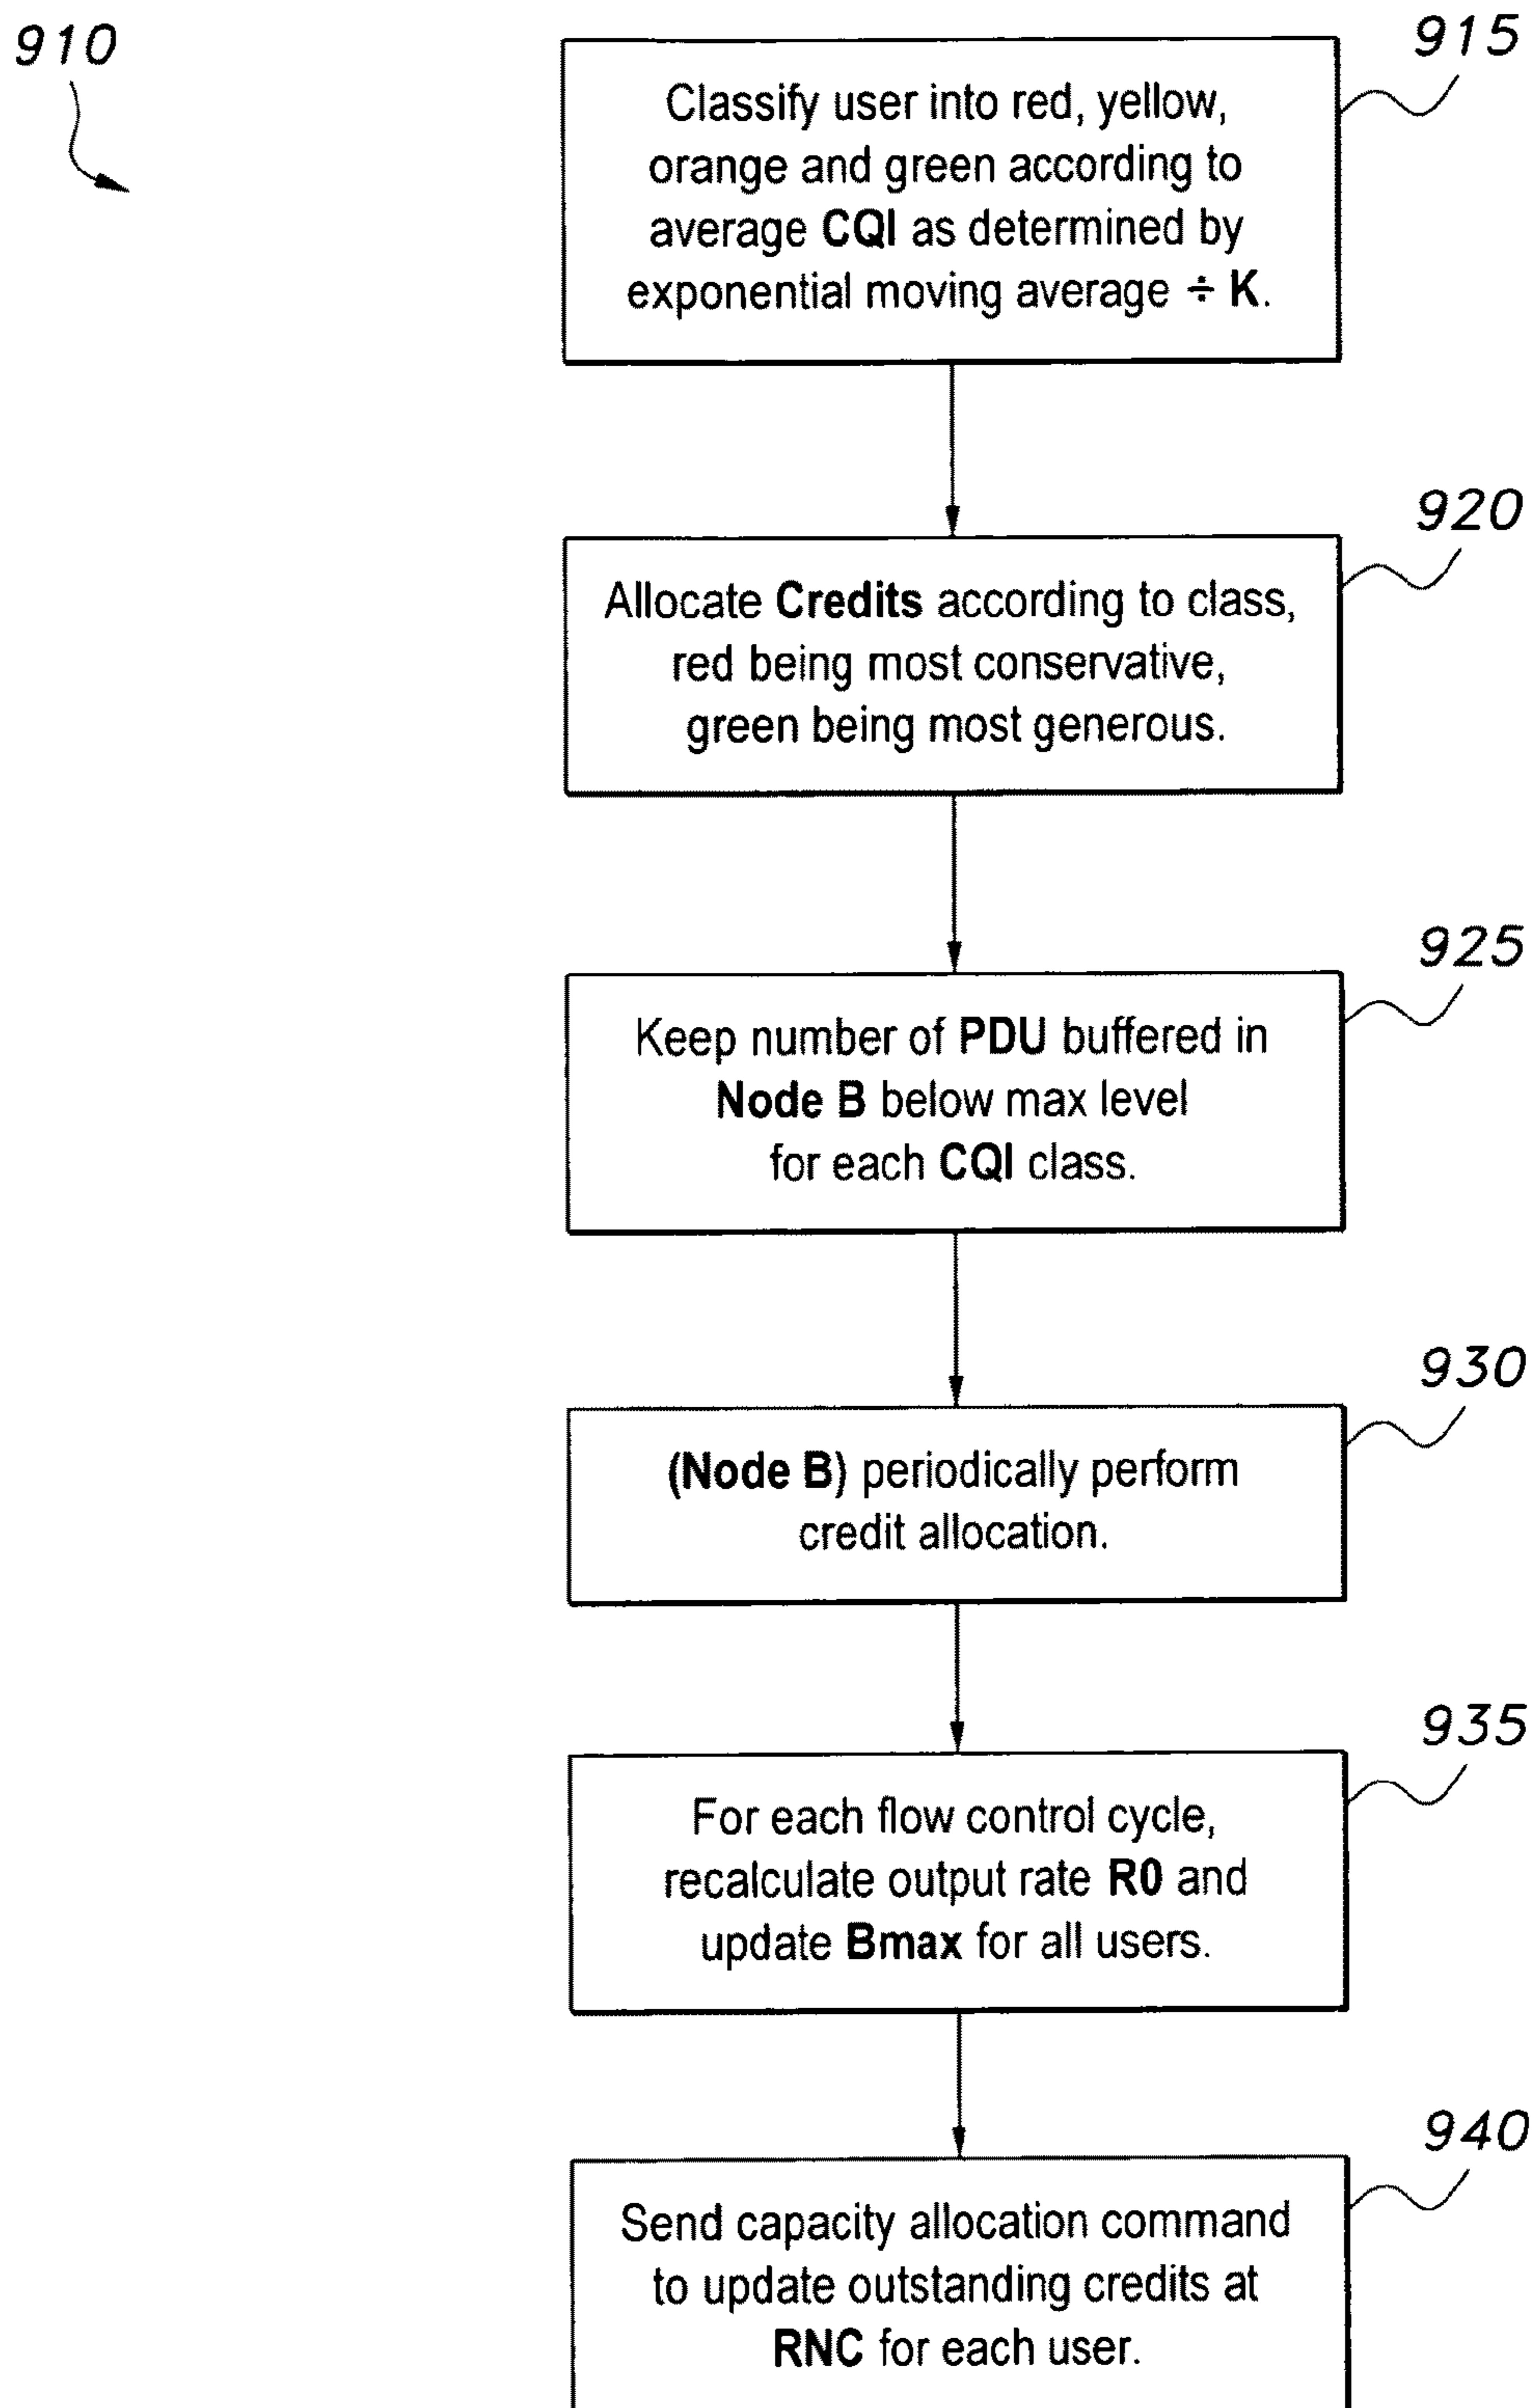 910
915
Classify user into red, yellow,
orange and green according to
average CQI as determined by
exponential moving average ÷ K.
920
Allocate Credits according to class,
red being most conservative,
green being most generous.
925
Keep number of PDU buffered in
Node B below max level
for each CQI class.
930
(Node B) periodically perform
credit allocation.
935
For each flow control cycle,
recalculate output rate R0 and
update Bmax for all users.
940
Send capacity allocation command
to update outstanding credits at
RNC for each user.